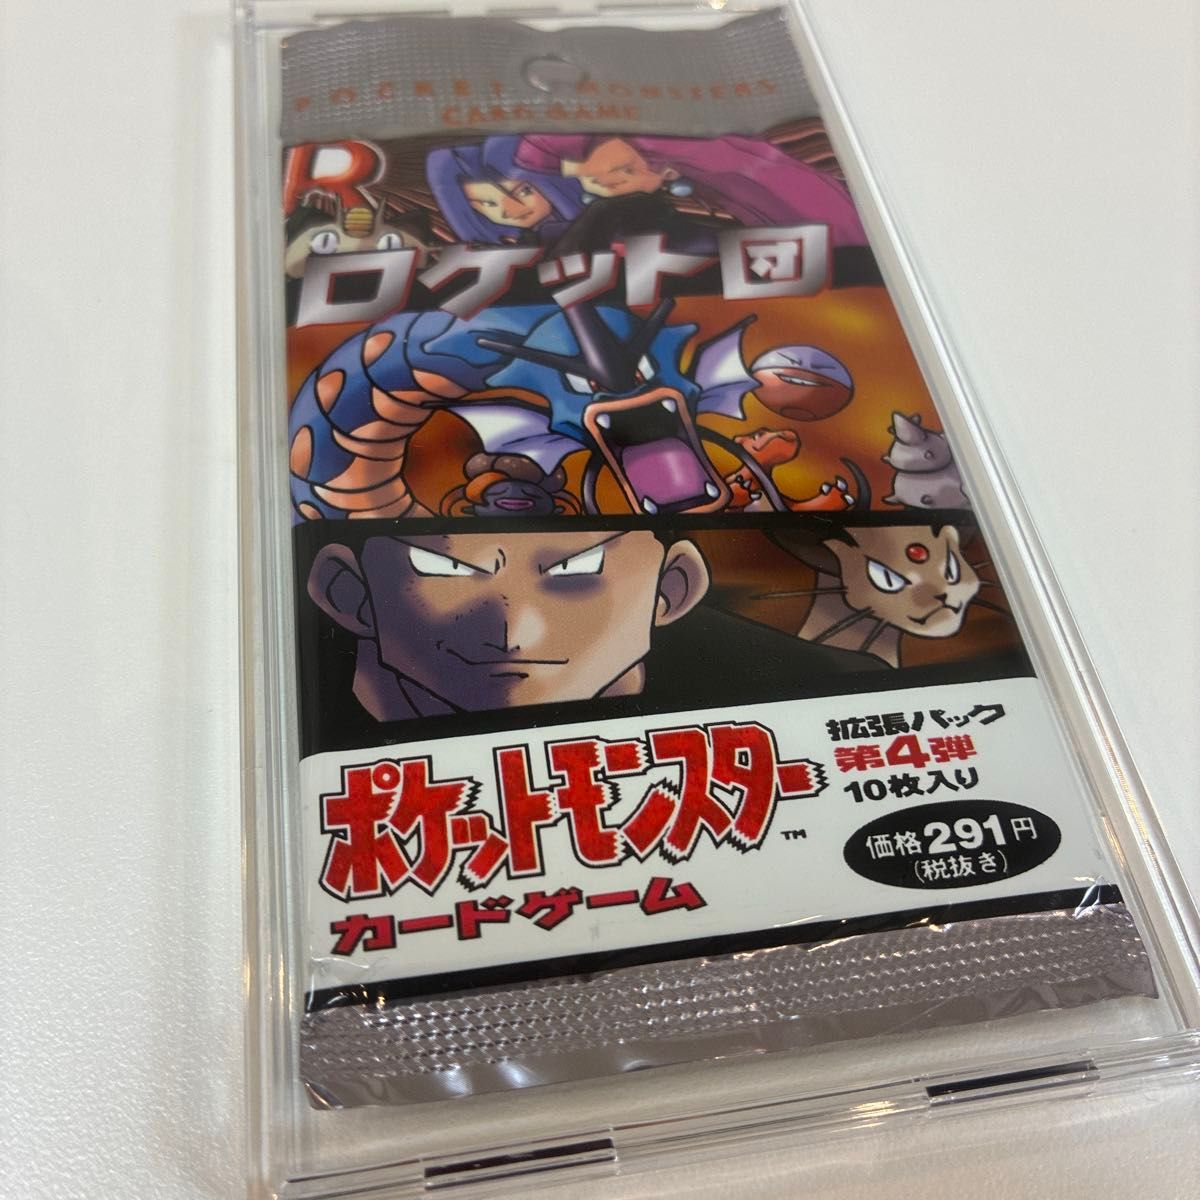 POCKET MONSTERS
CARD GAME
R
ロケット団
ポケットモンスター
TM
カードゲーム
拡張パック
第4弾
10枚入り
価格291円
(税抜き)